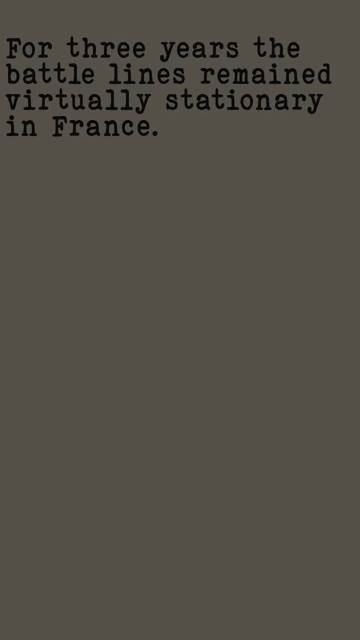 For three years the
battle lines remained
virtually stationary
in France.